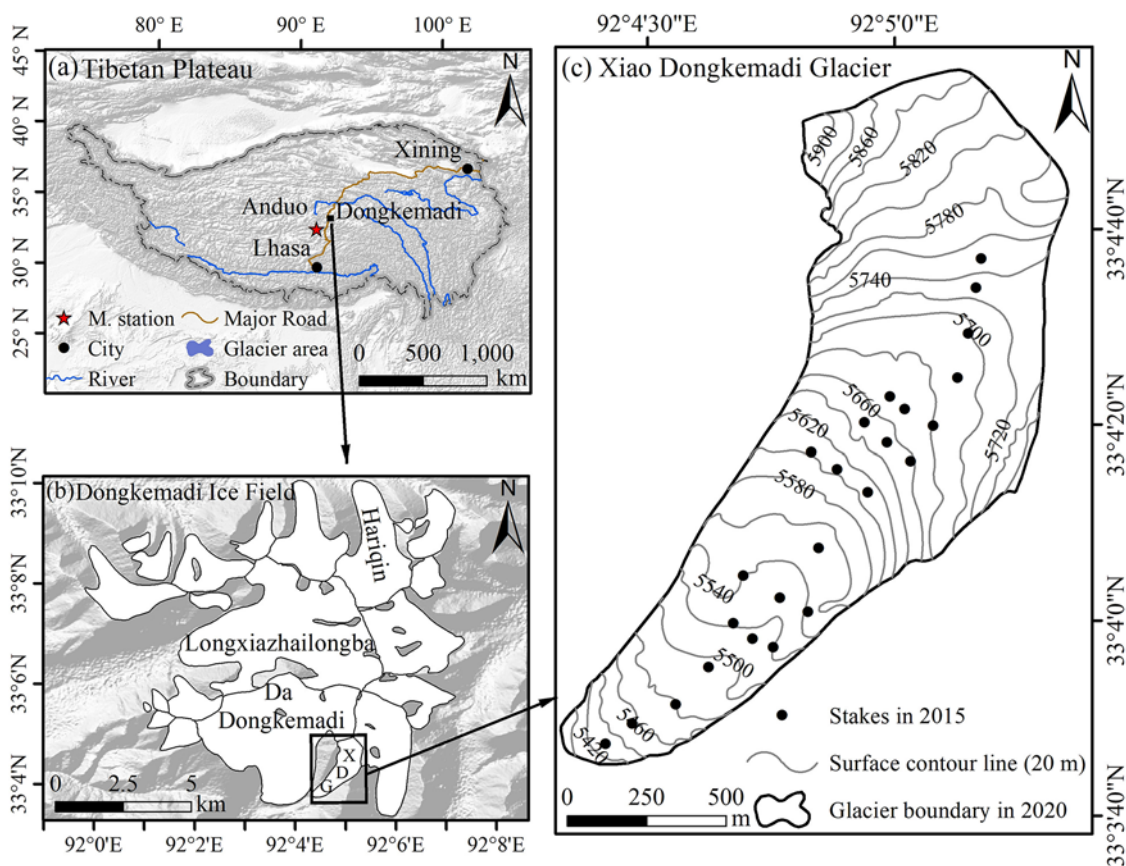 80° E
90° E
100° E
45° N
40° N
35° N
30° N
25° N
(a) Tibetan Plateau
N
Xining
Anduo
Dongkemadi
Lhasa
M. station
Major Road
City
Glacier area
River
Boundary
0 500 1,000
km
(b) Dongkemadi Ice Field
N
33°10'N
33°8'N
33°6'N
33°4'N
Hariqin
Longxiazhailongba
Da
Dongkemadi
X
D
G
0 2.5 5
km
92°0'E 92°2'E 92°4'E 92°6'E 92°8'E
92°4'30"E
92°5'0"E
(c) Xiao Dongkemadi Glacier
N
5900
5860
5820
5780
5740
5700
5720
5660
5620
5580
5540
5500
5460
5420
33°4'40"N
33°4'20"N
33°4'0"N
33°3'40"N
Stakes in 2015
Surface contour line (20 m)
Glacier boundary in 2020
0 250 500
m